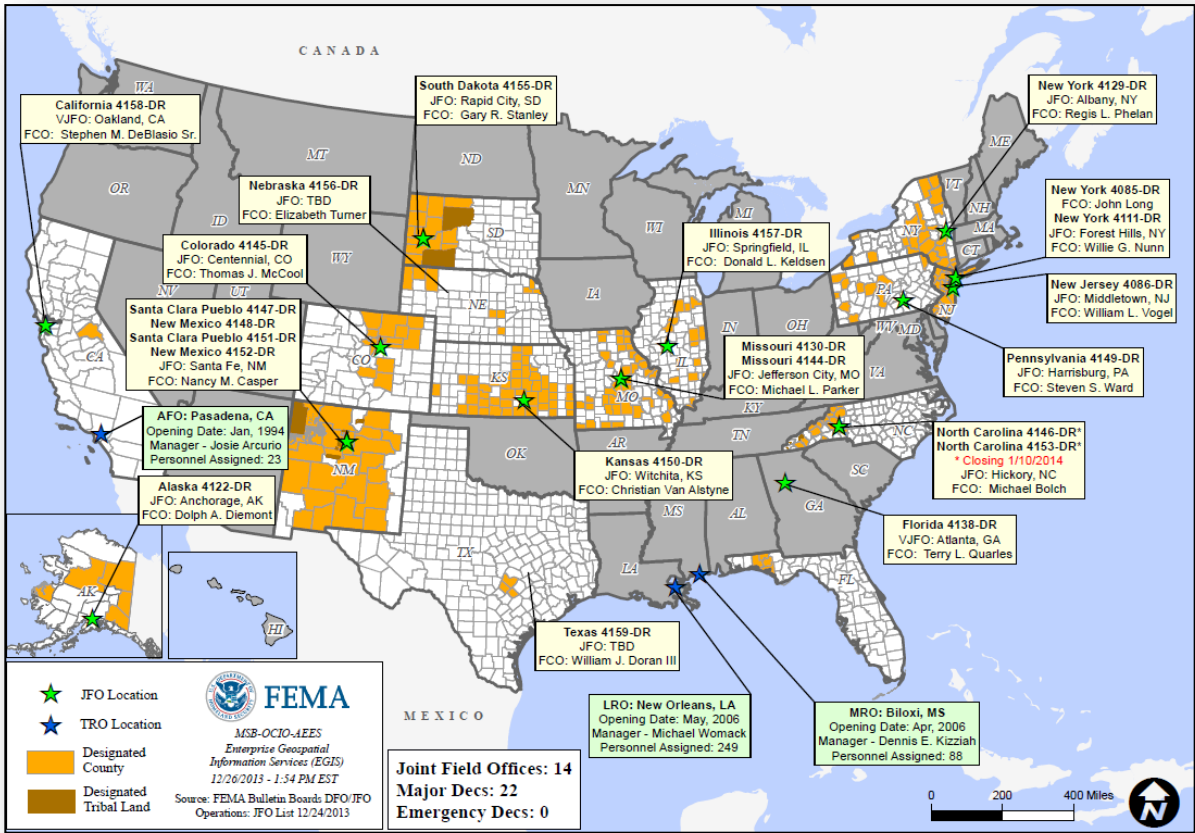 CANADA
WA
California 4158-DR
VJFO: Oakland, CA
FCO: Stephen M. DeBlasio Sr.
South Dakota 4155-DR
JFO: Rapid City, SD
FCO: Gary R. Stanley
New York 4129-DR
JFO: Albany, NY
FCO: Regis L. Phelan
MT
ND
MN
ME
OR
Nebraska 4156-DR
JFO: TBD
FCO: Elizabeth Turner
ID
SD
WI
MI
VT
NH
NY
MA
CT
New York 4085-DR
FCO: John Long
New York 4111-DR
JFO: Forest Hills, NY
FCO: Willie G. Nunn
Illinois 4157-DR
JFO: Springfield, IL
FCO: Donald L. Keldsen
Colorado 4145-DR
JFO: Centennial, CO
FCO: Thomas J. McCool
WY
NV
UT
NE
IA
PA
NJ
New Jersey 4086-DR
JFO: Middletown, NJ
FCO: William L. Vogel
Santa Clara Pueblo 4147-DR
New Mexico 4148-DR
Santa Clara Pueblo 4151-DR
New Mexico 4152-DR
JFO: Santa Fe, NM
FCO: Nancy M. Casper
CA
CO
KS
MO
IL
IN
OH
WV
MD
VA
KY
Missouri 4130-DR
Missouri 4144-DR
JFO: Jefferson City, MO
FCO: Michael L. Parker
Pennsylvania 4149-DR
JFO: Harrisburg, PA
FCO: Steven S. Ward
AFO: Pasadena, CA
Opening Date: Jan, 1994
Manager - Josie Arcurio
Personnel Assigned: 23
NM
OK
AR
TN
NC
SC
North Carolina 4146-DR*
North Carolina 4153-DR*
* Closing 1/10/2014
JFO: Hickory, NC
FCO: Michael Bolch
Kansas 4150-DR
JFO: Witchita, KS
FCO: Christian Van Alstyne
Alaska 4122-DR
JFO: Anchorage, AK
FCO: Dolph A. Diemont
MS
AL
GA
Florida 4138-DR
VJFO: Atlanta, GA
FCO: Terry L. Quarles
TX
LA
FL
AK
HI
Texas 4159-DR
JFO: TBD
FCO: William J. Doran III
LRO: New Orleans, LA
Opening Date: May, 2006
Manager - Michael Womack
Personnel Assigned: 249
MRO: Biloxi, MS
Opening Date: Apr, 2006
Manager - Dennis E. Kizziah
Personnel Assigned: 88
MEXICO
JFO Location
TRO Location
Designated
County
Designated
Tribal Land
FEMA
MSB-OCIO-AEES
Enterprise Geospatial
Information Services (EGIS)
12/26/2013 - 1:54 PM EST
Source: FEMA Bulletin Boards DFO/JFO
Operations: JFO List 12/24/2013
Joint Field Offices: 14
Major Decs: 22
Emergency Decs: 0
0 200 400 Miles
N